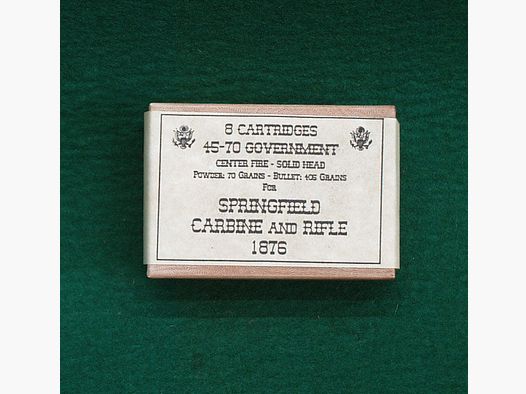 8 CARTRIDGES
45-70 GOVERNMENT
CENTER FIRE - SOLID HEAD
POWDER: 70 GRAINS - BULLET: 405 GRAINS
FOR
SPRINGFIELD
CARBINE AND RIFLE
1876